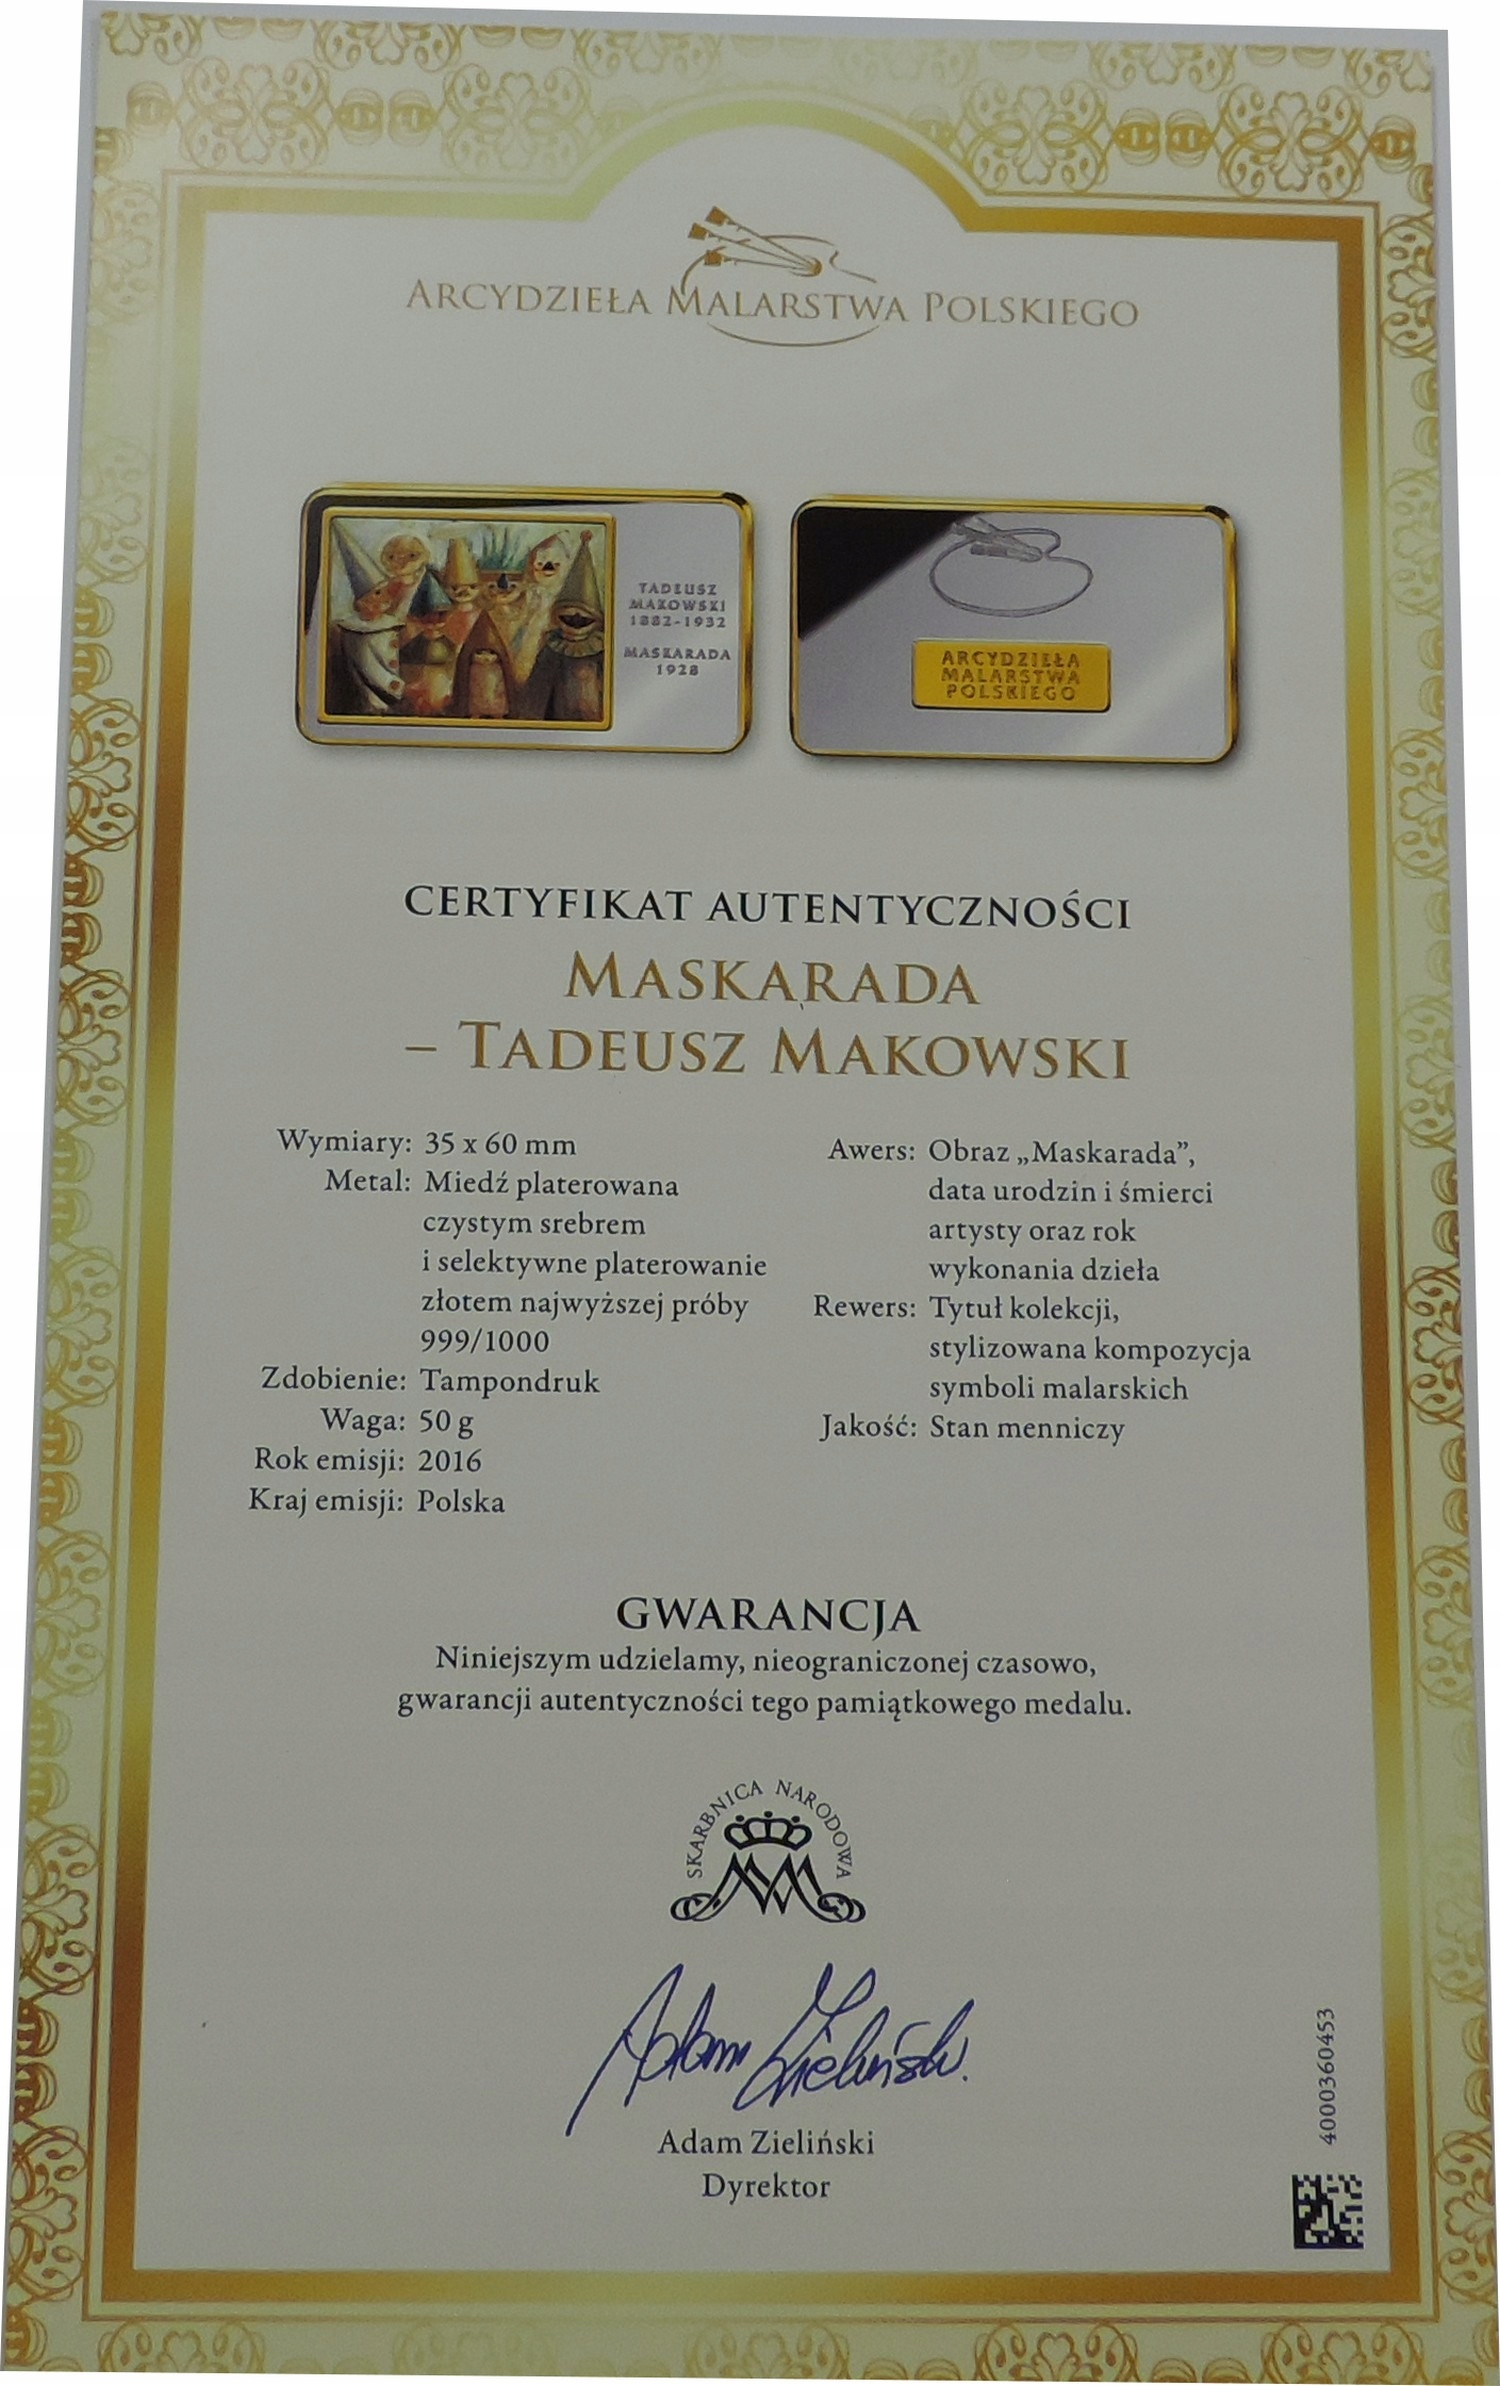 ARCYDZIEŁA MALARSTWA POLSKIEGO
TADEUSZ
MAKOWSKI
1882-1932
MASKARADA
1928
ARCYDZIEŁA
MALARSTWA
POLSKIEGO
CERTYFIKAT AUTENTYCZNOŚCI
MASKARADA
– TADEUSZ MAKOWSKI
Wymiary: 35 x 60 mm
Metal: Miedź platerowana
czystym srebrem
i selektywne platerowanie
złotem najwyższej próby
999/1000
Zdobienie: Tampondruk
Waga: 50 g
Rok emisji: 2016
Kraj emisji: Polska
Awers: Obraz „Maskarada”,
data urodzin i śmierci
artysty oraz rok
wykonania dzieła
Rewers: Tytuł kolekcji,
stylizowana kompozycja
symboli malarskich
Jakość: Stan menniczy
GWARANCJA
Niniejszym udzielamy, nieograniczonej czasowo,
gwarancji autentyczności tego pamiątkowego medalu.
SKARBNICA NARODOWA
Adam Zieliński
Adam Zieliński
Dyrektor
4000360453